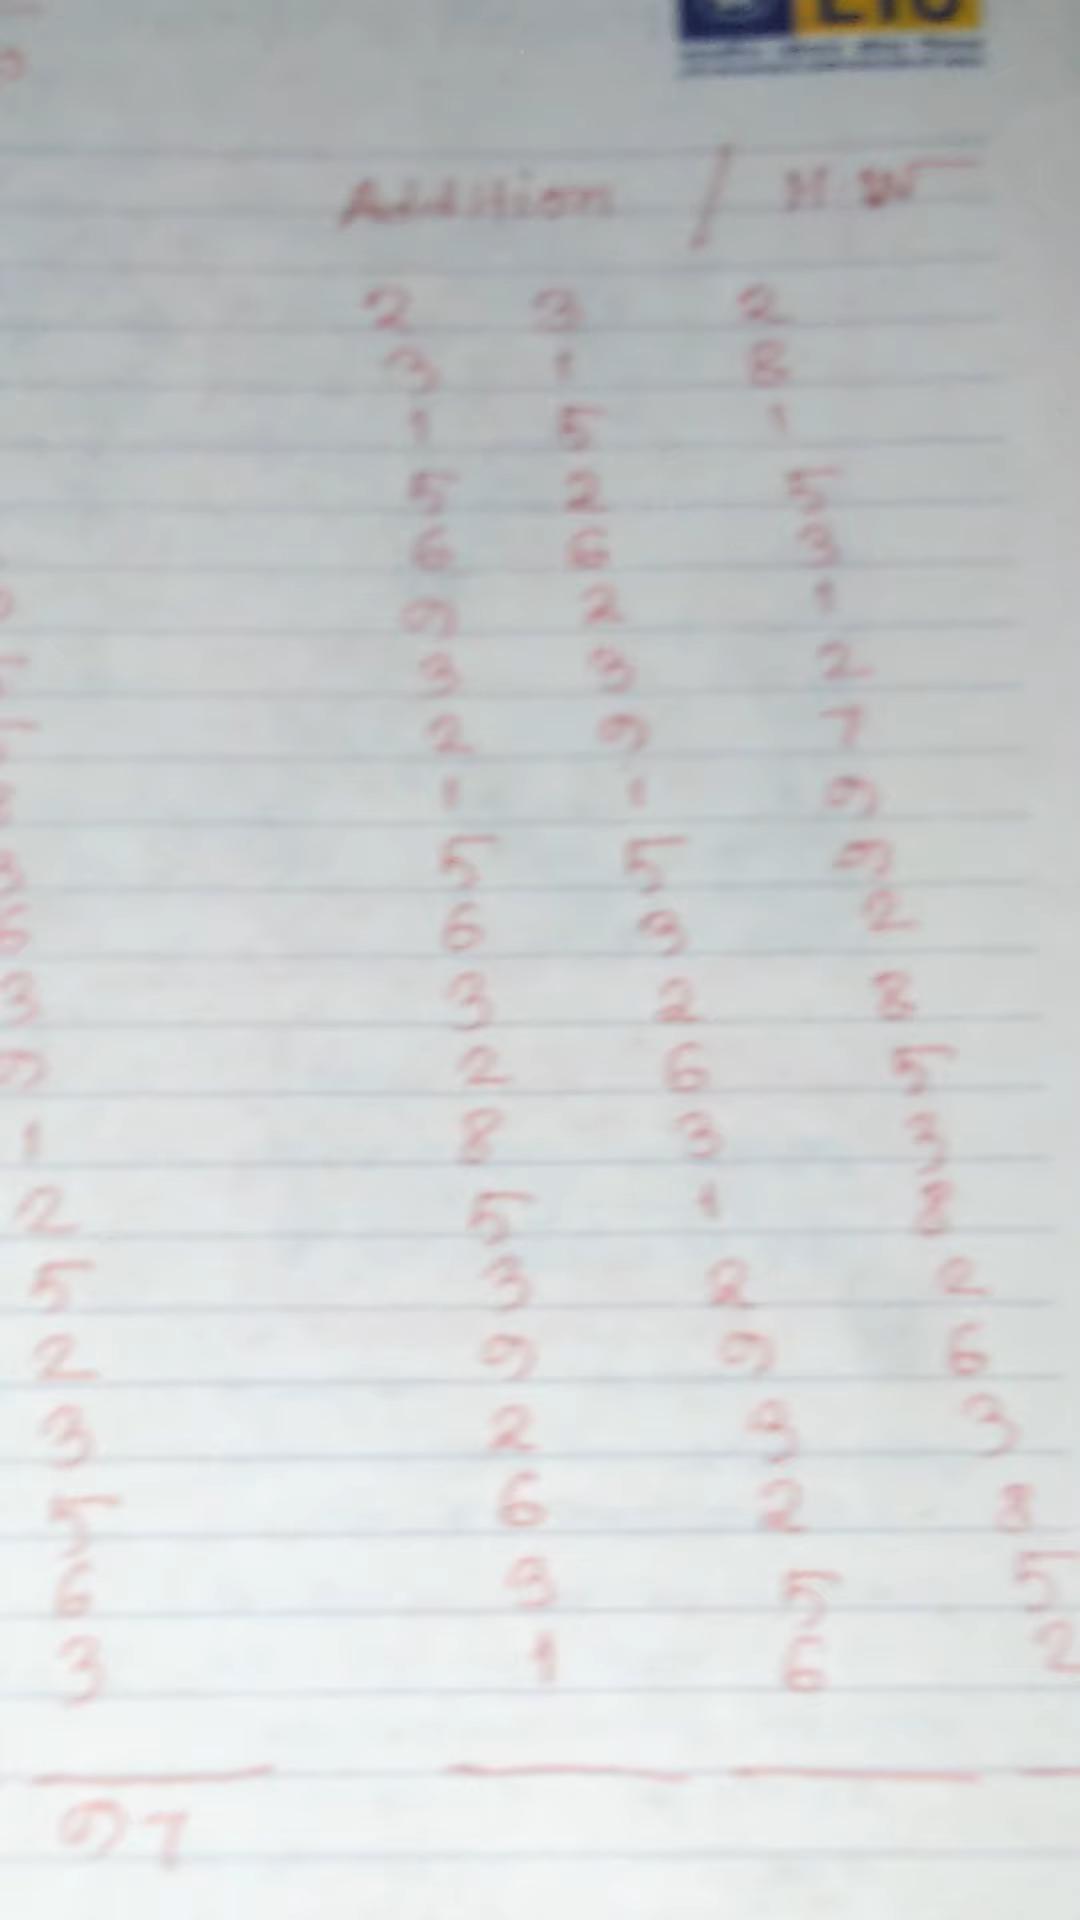 Addition / H.W
2 3 2
3 1 8
1 5 1
5 2 5
6 6 3
9 2 1
3 3 2
2 9 7
1 1 9
5 5 9
6 3 2
3 3 2 8
9 2 6 5
1 8 3 3
2 5 1 8
5 3 2 2
2 9 9 6
3 2 3 3
5 6 2 8
6 3 5 5
3 1 6 2
97